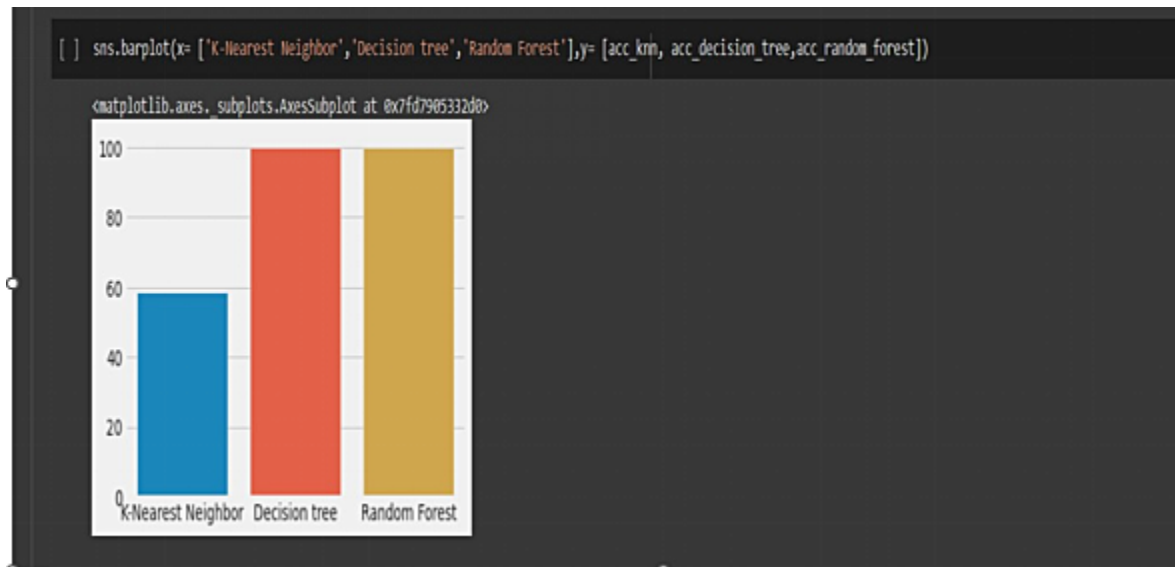 [ ] sns.barplot(x= ['K-Nearest Neighbor','Decision tree','Random Forest'],y= [acc_knn, acc_decision_tree,acc_random_forest])
<matplotlib.axes._subplots.AxesSubplot at 0x7fd7905332d0>
100
80
60
40
20
0
K-Nearest Neighbor Decision tree Random Forest